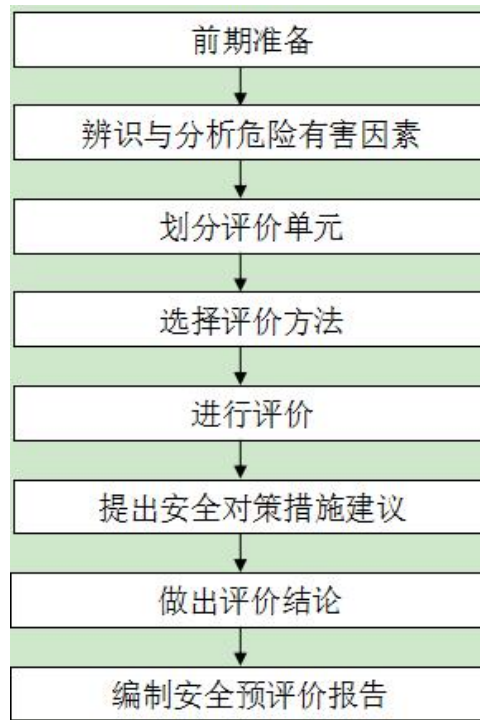 前期准备
辨识与分析危险有害因素
划分评价单元
选择评价方法
进行评价
提出安全对策措施建议
做出评价结论
编制安全预评价报告